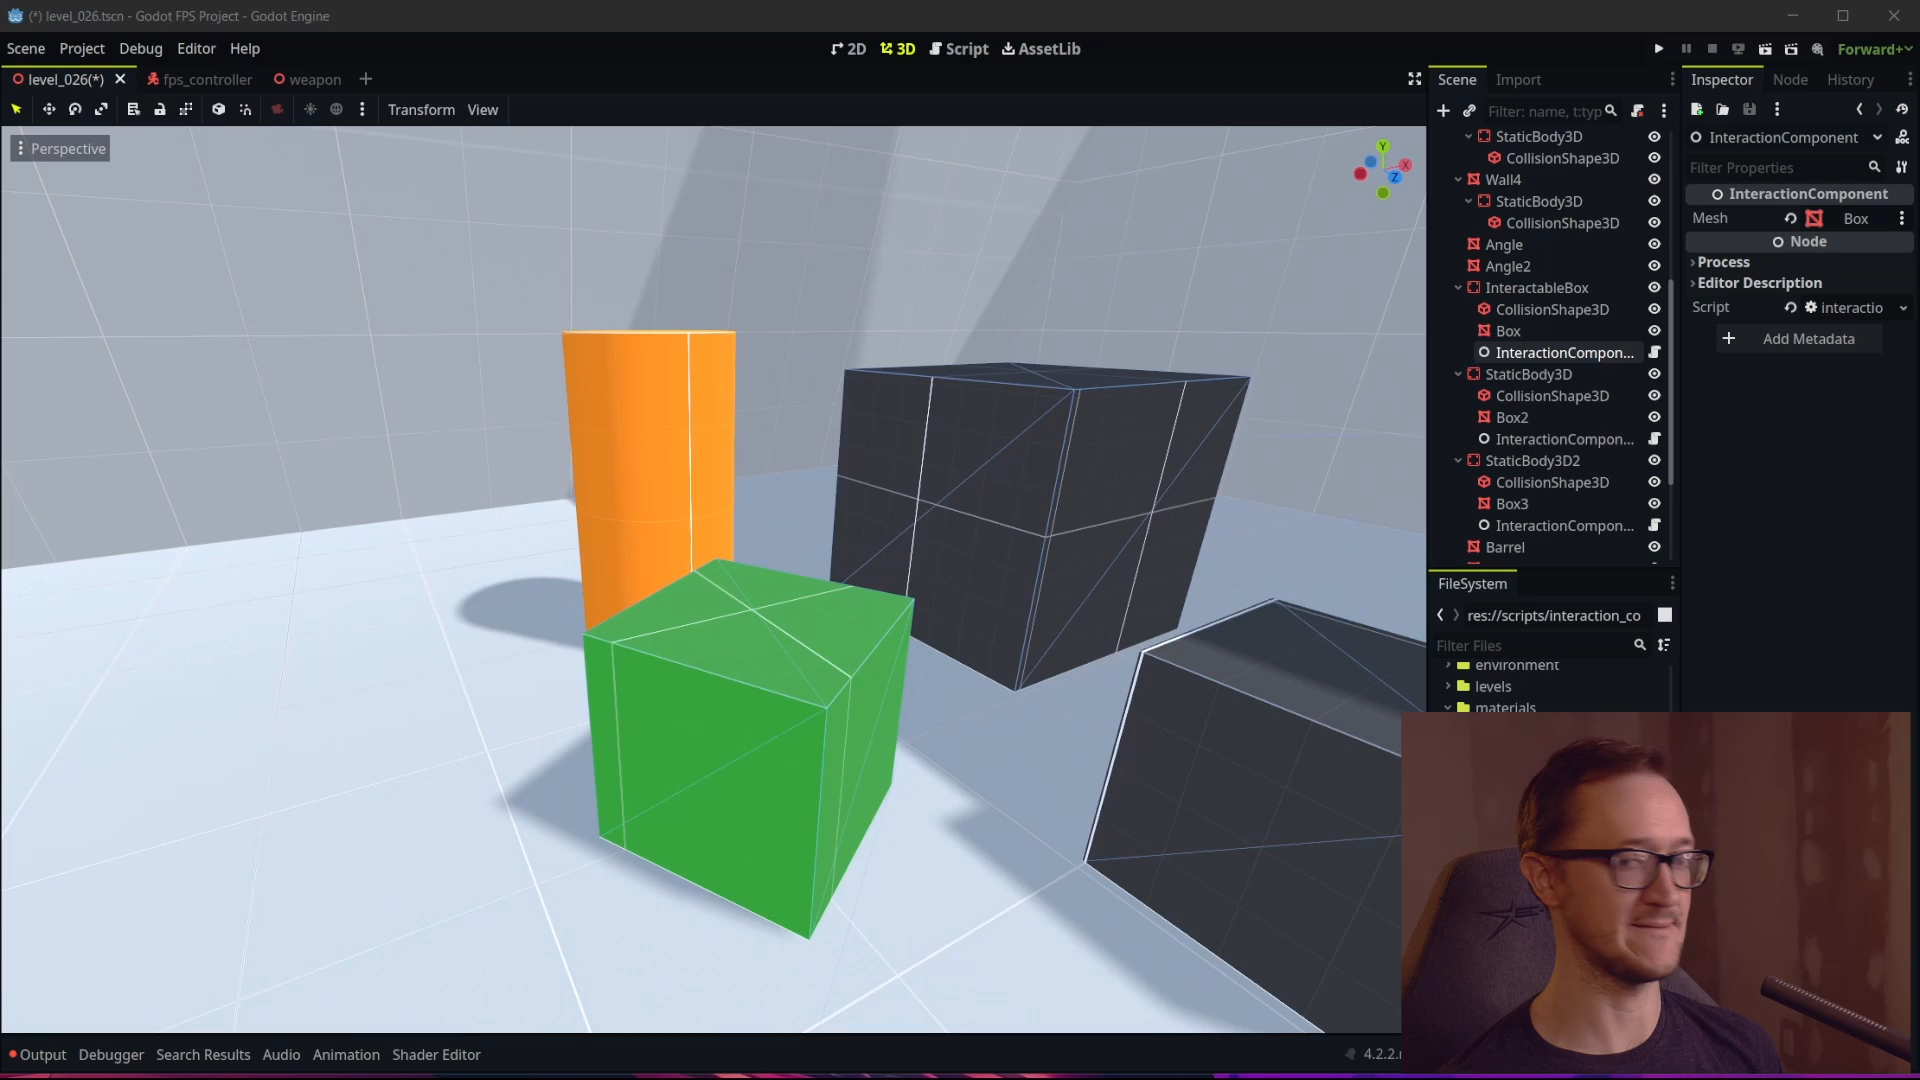 (*) level_026.tscn - Godot FPS Project - Godot Engine
Scene Project Debug Editor Help
2D 3D Script AssetLib
Forward+
level_026(*) fps_controller weapon
Transform View
Perspective
Y
X
Z
Scene Import
Filter: name, t:typ
StaticBody3D
CollisionShape3D
Wall4
StaticBody3D
CollisionShape3D
Angle
Angle2
InteractableBox
CollisionShape3D
Box
InteractionCompon...
StaticBody3D
CollisionShape3D
Box2
InteractionCompon...
StaticBody3D2
CollisionShape3D
Box3
InteractionCompon...
Barrel
FileSystem
res://scripts/interaction_co
Filter Files
environment
levels
materials
Inspector Node History
InteractionComponent
Filter Properties
InteractionComponent
Mesh Box
Node
Process
Editor Description
Script interactio
Add Metadata
Output Debugger Search Results Audio Animation Shader Editor
4.2.2.